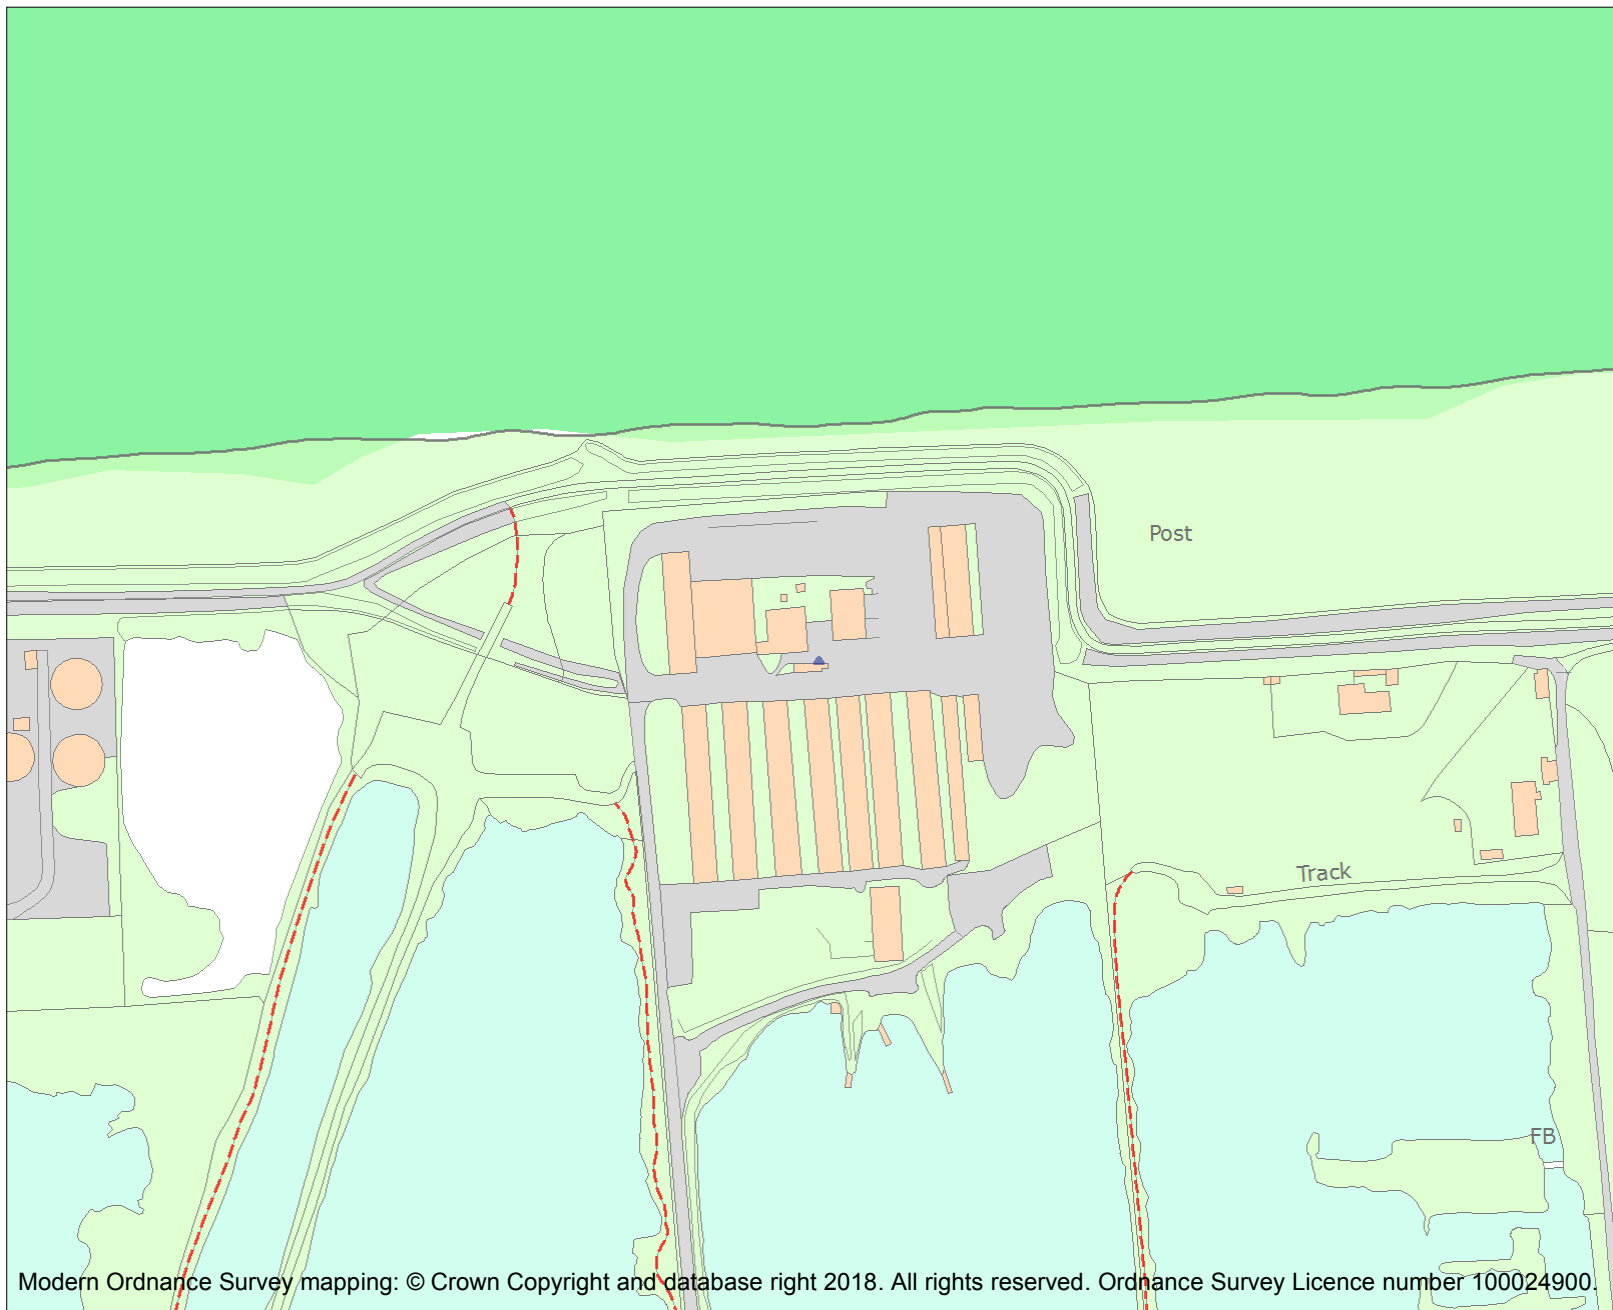 Post
Track
FB
Modern Ordnance Survey mapping: © Crown Copyright and database right 2018. All rights reserved. Ordnance Survey Licence number 100024900.